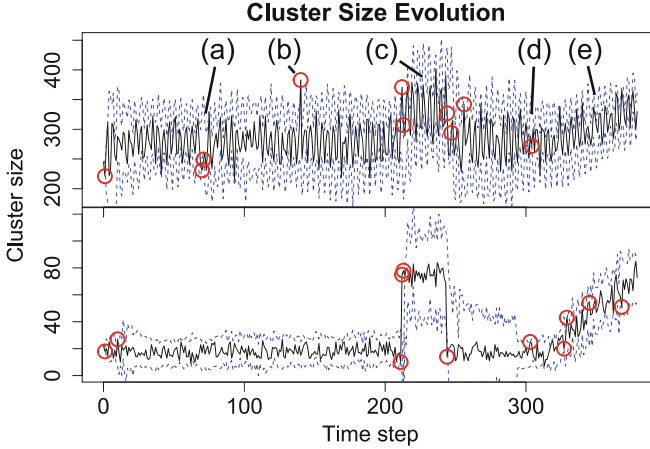 Cluster Size Evolution
(a)
(b)
(c)
(d)
(e)
400
300
200
Cluster size
80
40
0
0 100 200 300
Time step